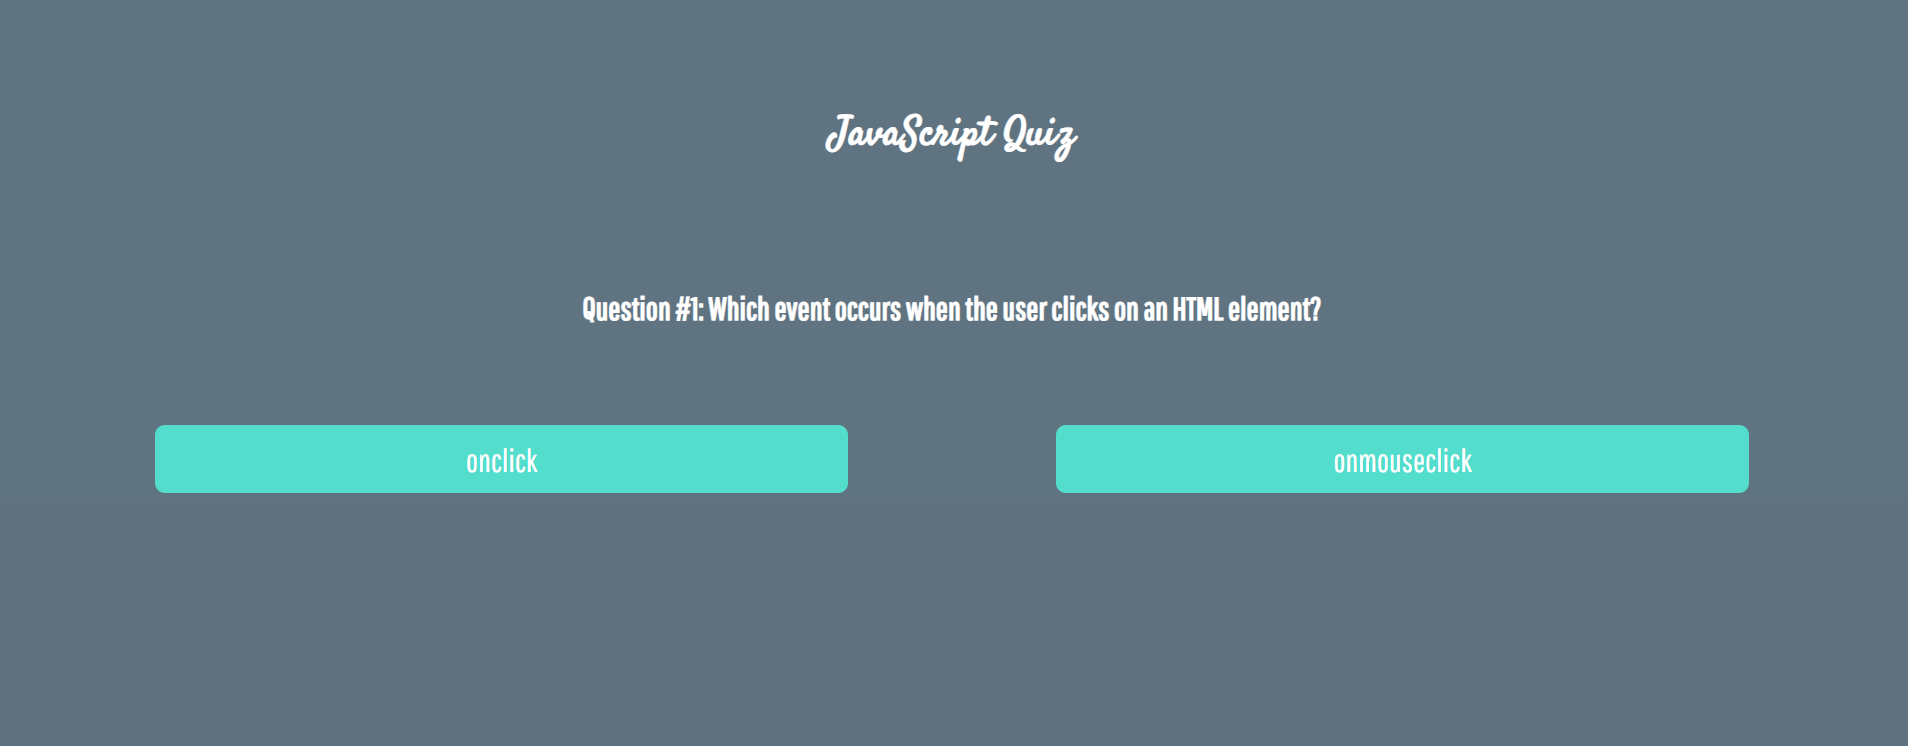 JavaScript Quiz
Question #1: Which event occurs when the user clicks on an HTML element?
onclick
onmouseclick